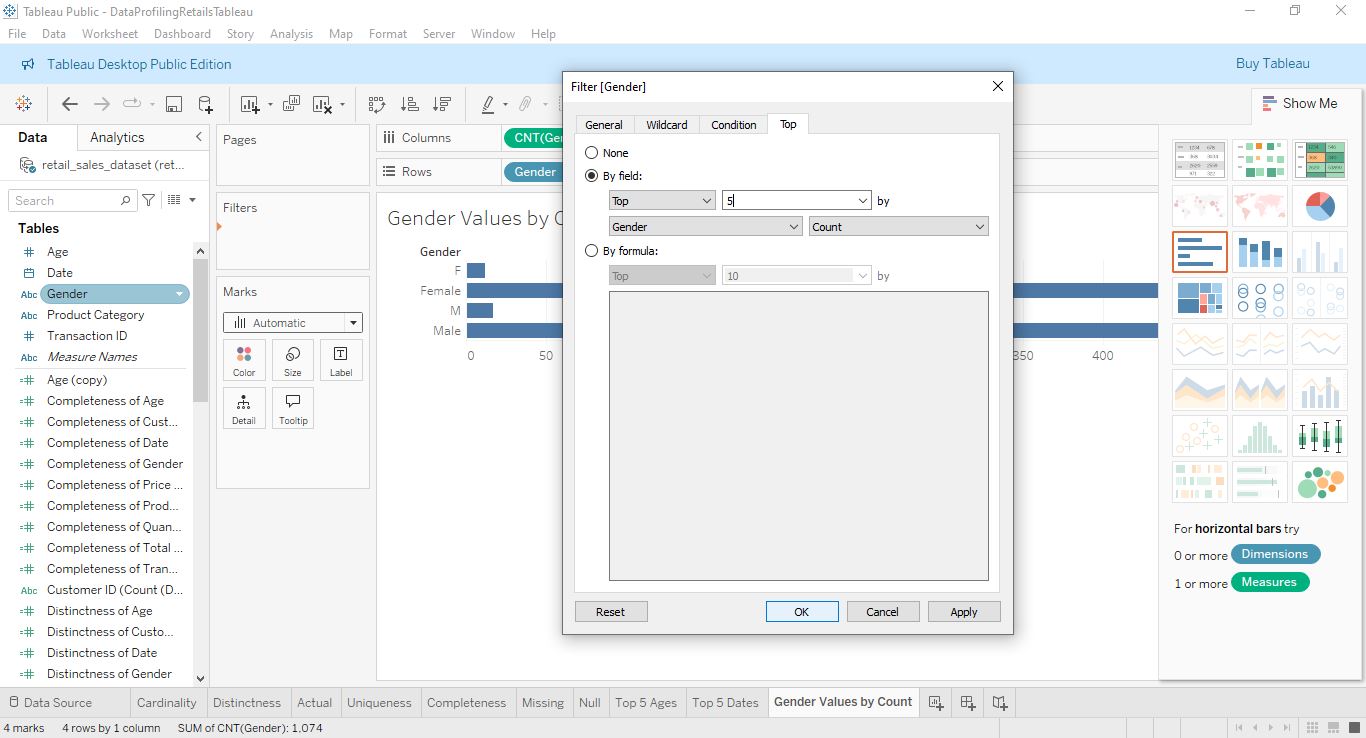 Tableau Public - DataProfilingRetailsTableau
File Data Worksheet Dashboard Story Analysis Map Format Server Window Help
Tableau Desktop Public Edition
Buy Tableau
Show Me
Data
Analytics
retail_sales_dataset (ret...
Search
Tables
Age
Date
Abc Gender
Abc Product Category
Transaction ID
Abc Measure Names
Age (copy)
Completeness of Age
Completeness of Cust...
Completeness of Date
Completeness of Gender
Completeness of Price ...
Completeness of Prod...
Completeness of Quan...
Completeness of Total ...
Completeness of Tran...
Abc Customer ID (Count (D...
Distinctness of Age
Distinctness of Custo...
Distinctness of Date
Distinctness of Gender
Pages
Filters
Marks
Automatic
Color Size Label
Detail Tooltip
Columns
CNT(Ge
Rows
Gender
Gender Values by C
Gender
F
Female
M
Male
0 50 350 400
Filter [Gender]
General Wildcard Condition Top
None
By field:
Top 5 by
Gender Count
By formula:
Top 10 by
Reset OK Cancel Apply
For horizontal bars try
0 or more Dimensions
1 or more Measures
Data Source Cardinality Distinctness Actual Uniqueness Completeness Missing Null Top 5 Ages Top 5 Dates Gender Values by Count
4 marks 4 rows by 1 column SUM of CNT(Gender): 1.074